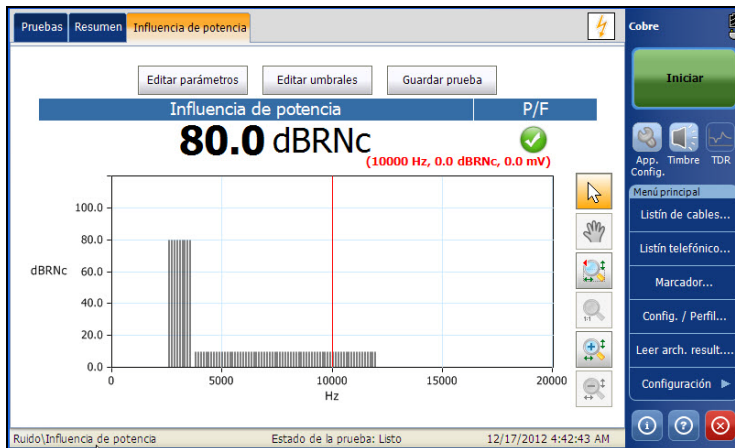 Pruebas Resumen Influencia de potencia
Editar parámetros Editar umbrales Guardar prueba
Influencia de potencia P/F
80.0 dBRNc
(10000 Hz, 0.0 dBRNc, 0.0 mV)
100.0
80.0
dBRNc 60.0
40.0
20.0
0.0
0 5000 10000 15000 20000
Hz
1:1
Ruido\Influencia de potencia Estado de la prueba: Listo 12/17/2012 4:42:43 AM
Cobre
Iniciar
App. Config. Timbre TDR
Menú principal
Listín de cables...
Listín telefónico...
Marcador...
Config. / Perfil...
Leer arch. result....
Configuración